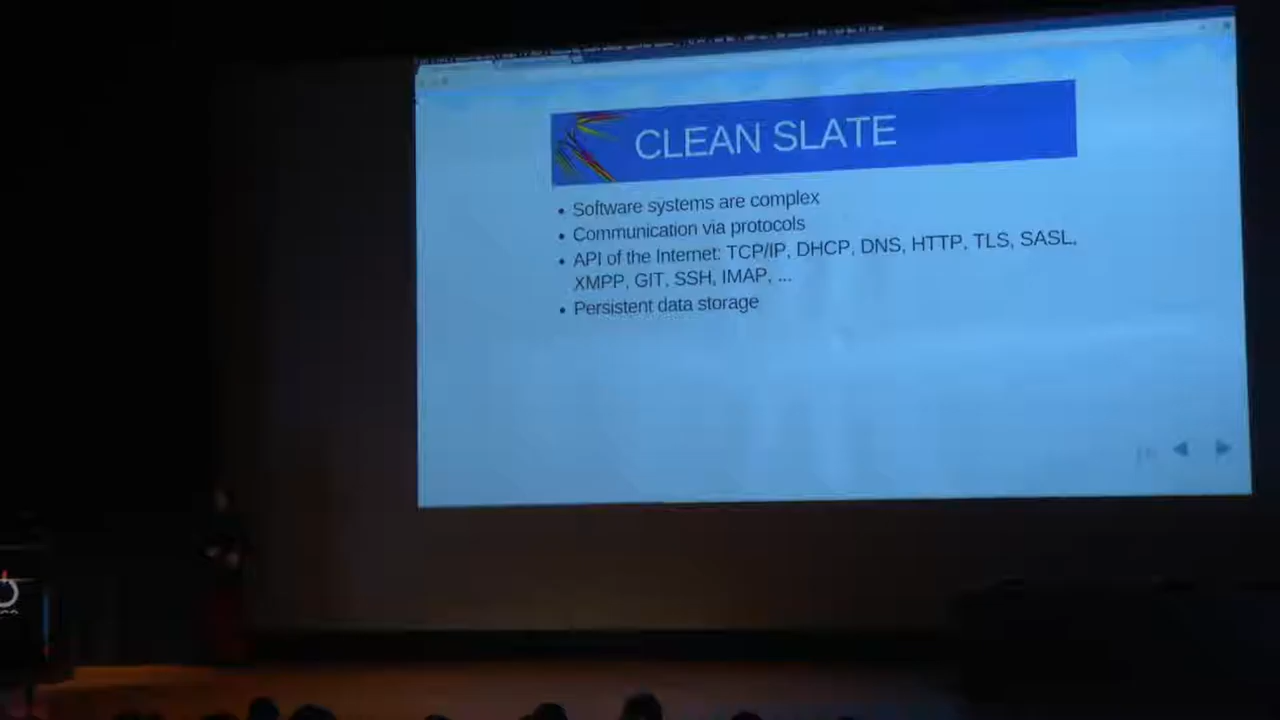 CLEAN SLATE
• Software systems are complex
• Communication via protocols
• API of the Internet: TCP/IP, DHCP, DNS, HTTP, TLS, SASL,
XMPP, GIT, SSH, IMAP, ...
• Persistent data storage